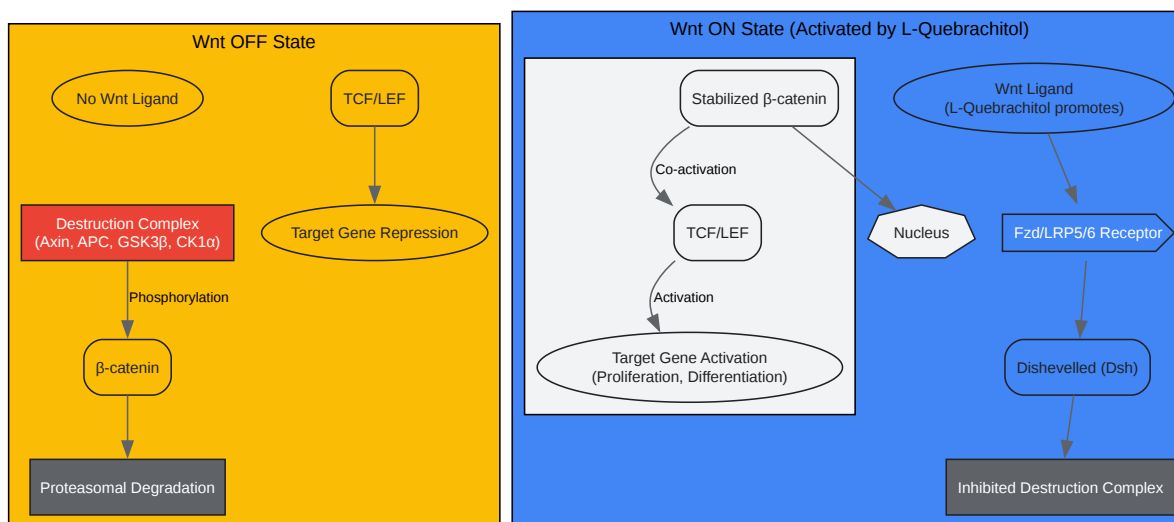 Wnt OFF State
No Wnt Ligand
TCF/LEF
Destruction Complex
(Axin, APC, GSK3β, CK1α)
Target Gene Repression
Phosphorylation
β-catenin
Proteasomal Degradation
Wnt ON State (Activated by L-Quebrachitol)
Stabilized β-catenin
Wnt Ligand
(L-Quebrachitol promotes)
Co-activation
TCF/LEF
Nucleus
Fzd/LRP5/6 Receptor
Activation
Target Gene Activation
(Proliferation, Differentiation)
Dishevelled (Dsh)
Inhibited Destruction Complex